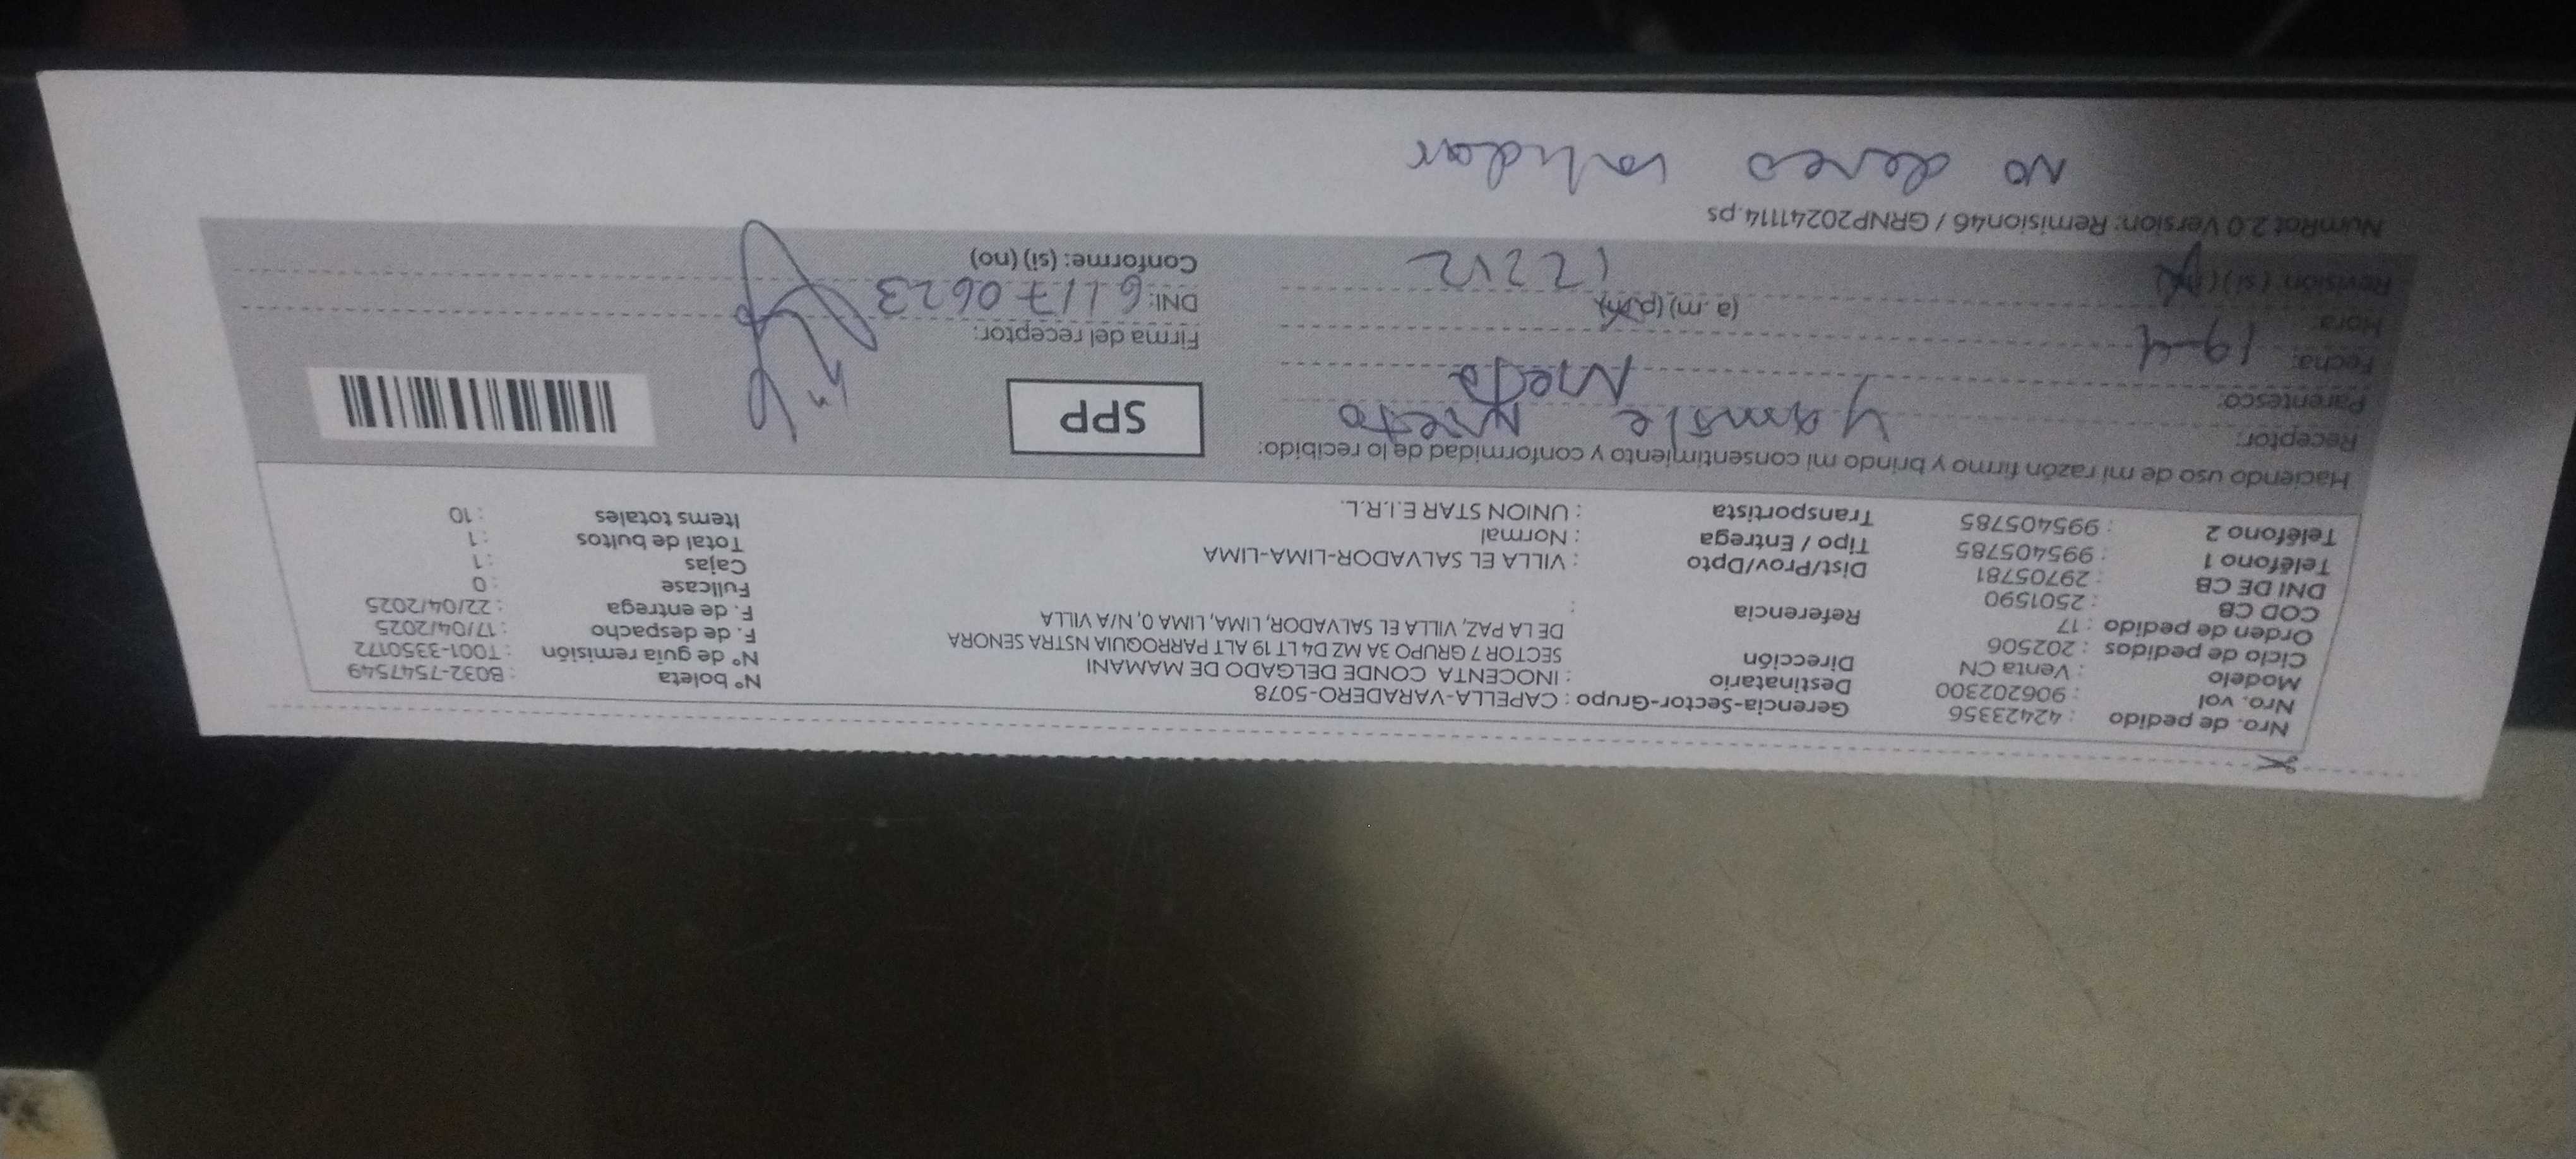 Nro. de pedido : 42423356 Gerencia-Sector-Grupo : CAPELLA-VARADERO-5078
Nro. vol : 906202300 Destinatario : INOCENTA CONDE DELGADO DE MAMANI Nº boleta : B032-7547549
Modelo : Venta CN Dirección SECTOR 7 GRUPO 3A MZ D4 LT 19 ALT PARROQUIA NSTRA SENORA Nº de guía remisión : T001-3350172
Ciclo de pedidos : 202506 DE LA PAZ, VILLA EL SALVADOR, LIMA, LIMA 0, N/A VILLA F. de despacho : 17/04/2025
Orden de pedido : 17 Referencia : F. de entrega : 22/04/2025
COD CB : 2501590 Fullcase : 0
DNI DE CB : 29705781 Dist/Prov/Dpto : VILLA EL SALVADOR-LIMA-LIMA Cajas : 1
Teléfono 1 : 995405785 Tipo / Entrega : Normal Total de bultos : 1
Teléfono 2 : 995405785 Transportista : UNION STAR E.I.R.L. Items totales : 10
Haciendo uso de mi razón firmo y brindo mi consentimiento y conformidad de lo recibido:
Receptor: Yamile Nieto SPP
Parentesco: Nieta
Fecha: 19-4 Firma del receptor:
Hora: (a.m) (p.m) 1212 DNI: 61170623
Revisión: (si) (no) Conforme: (si) (no)
NumRot 2.0 Version: Remision46 / GRNP20241114.ps
NO deseo validar